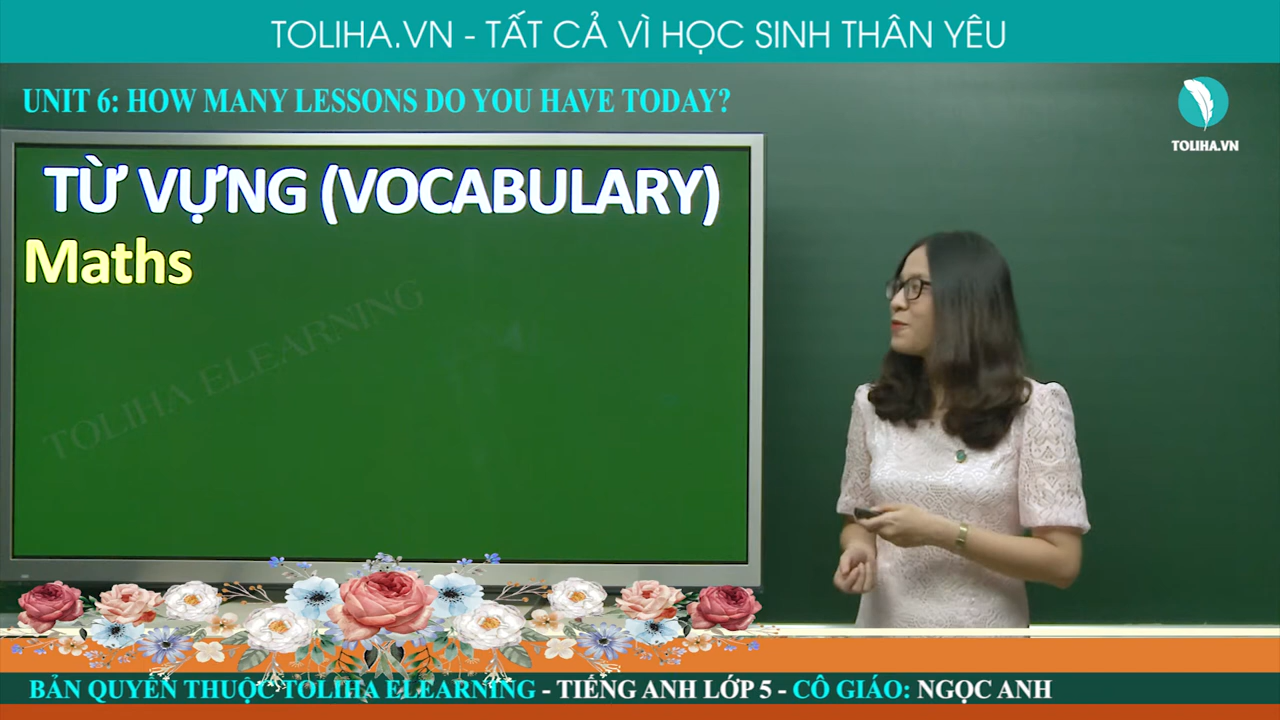 TOLIHA.VN - TẤT CẢ VÌ HỌC SINH THÂN YÊU
UNIT 6: HOW MANY LESSONS DO YOU HAVE TODAY?
TOLIHA.VN
TỪ VỰNG (VOCABULARY)
Maths
TOLIHA ELEARNING
BẢN QUYỀN THUỘC TOLIHA ELEARNING - TIẾNG ANH LỚP 5 - CÔ GIÁO: NGỌC ANH